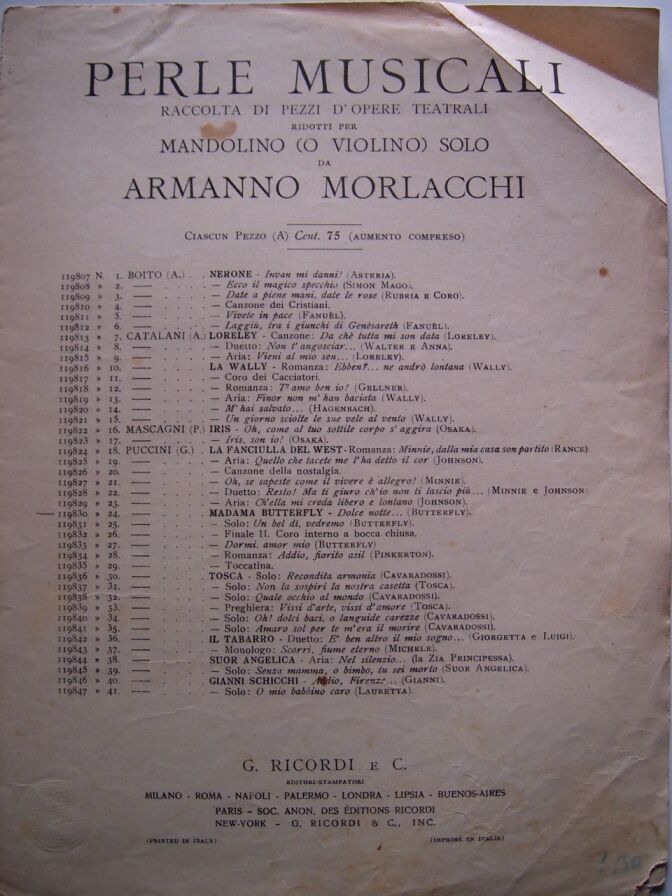 PERLE MUSICALI
RACCOLTA DI PEZZI D'OPERE TEATRALI
RIDOTTI PER
MANDOLINO (O VIOLINO) SOLO
DA
ARMANNO MORLACCHI
CIASCUN PEZZO (A) Cent. 75 (AUMENTO COMPRESO)
119807 N. 1. BOITO (A.) . . NERONE - Invan mi danni! (ASTERIA).
119808 » 2. — . . . . — Ecco il magico specchio (SIMON MAGO).
119809 » 3. — . . . . — Date a piene mani, date le rose (RUBRIA E CORO).
119810 » 4. — . . . . — Canzone dei Cristiani.
119811 » 5. — . . . . — Vivete in pace (FANUÈL).
119812 » 6. — . . . . — Laggiù, tra i giunchi di Genèsareth (FANUÈL).
119813 » 7. CATALANI (A.) LORELEY - Canzone: Da chè tutta mi son data (LORELEY).
119814 » 8. — . . . . — Duetto: Non t'angosciar... (WALTER E ANNA).
119815 » 9. — . . . . — Aria: Vieni al mio sen... (LORELEY).
119816 » 10. — . . . . LA WALLY - Romanza: Ebben?... ne andrò lontana (WALLY).
119817 » 11. — . . . . — Coro dei Cacciatori.
119818 » 12. — . . . . — Romanza: T'amo ben io! (GELLNER).
119819 » 13. — . . . . — Aria: Finor non m'han baciata (WALLY).
119820 » 14. — . . . . — M'hai salvato... (HAGENBACH).
119821 » 15. — . . . . — Un giorno sciolte le sue vele al vento (WALLY).
119822 » 16. MASCAGNI (P.) IRIS - Oh, come al tuo sottile corpo s'aggira (OSAKA).
119823 » 17. — . . . . — Iris, son io! (OSAKA).
119824 » 18. PUCCINI (G.) . LA FANCIULLA DEL WEST - Romanza: Minnie, dalla mia casa son partito (RANCE)
119825 » 19. — . . . . — Aria: Quello che tacete me l'ha detto il cor (JOHNSON).
119826 » 20. — . . . . — Canzone della nostalgia.
119827 » 21. — . . . . — Oh, se sapeste come il vivere è allegro! (MINNIE).
119828 » 22. — . . . . — Duetto: Resto! Ma ti giuro ch'io non ti lascio più... (MINNIE e JOHNSON)
119829 » 23. — . . . . — Aria: Ch'ella mi creda libero e lontano (JOHNSON).
119830 » 24. — . . . . MADAMA BUTTERFLY - Dolce notte... (BUTTERFLY).
119831 » 25. — . . . . — Solo: Un bel dì, vedremo (BUTTERFLY).
119832 » 26. — . . . . — Finale II. Coro interno a bocca chiusa.
119833 » 27. — . . . . — Dormi, amor mio (BUTTERFLY)
119834 » 28. — . . . . — Romanza: Addio, fiorito asil (PINKERTON).
119835 » 29. — . . . . — Toccatina.
119836 » 30. — . . . . TOSCA - Solo: Recondita armonia (CAVARADOSSI).
119837 » 31. — . . . . — Solo: Non la sospiri la nostra casetta (TOSCA).
119838 » 32. — . . . . — Solo: Quale occhio al mondo (CAVARADOSSI).
119839 » 33. — . . . . — Preghiera: Vissi d'arte, vissi d'amore (TOSCA).
119840 » 34. — . . . . — Solo: Oh! dolci baci, o languide carezze (CAVARADOSSI).
119841 » 35. — . . . . — Solo: Amaro sol per te m'era il morire (CAVARADOSSI).
119842 » 36. — . . . . IL TABARRO - Duetto: E' ben altro il mio sogno... (GIORGETTA e LUIGI).
119843 » 37. — . . . . — Monologo: Scorri, fiume eterno (MICHELE).
119844 » 38. — . . . . SUOR ANGELICA - Aria: Nel silenzio... (la ZIA PRINCIPESSA).
119845 » 39. — . . . . — Solo: Senza mamma, o bimbo, tu sei morto (SUOR ANGELICA).
119846 » 40. — . . . . GIANNI SCHICCHI - Addio, Firenze... (GIANNI).
119847 » 41. — . . . . — Solo: O mio babbino caro (LAURETTA).
G. RICORDI E C.
EDITORI-STAMPATORI
MILANO - ROMA - NAPOLI - PALERMO - LONDRA - LIPSIA - BUENOS-AIRES
PARIS - SOC. ANON. DES ÉDITIONS RICORDI
NEW-YORK - G. RICORDI & C., INC.
(PRINTED IN ITALY) (IMPRIMÉ EN ITALIE)